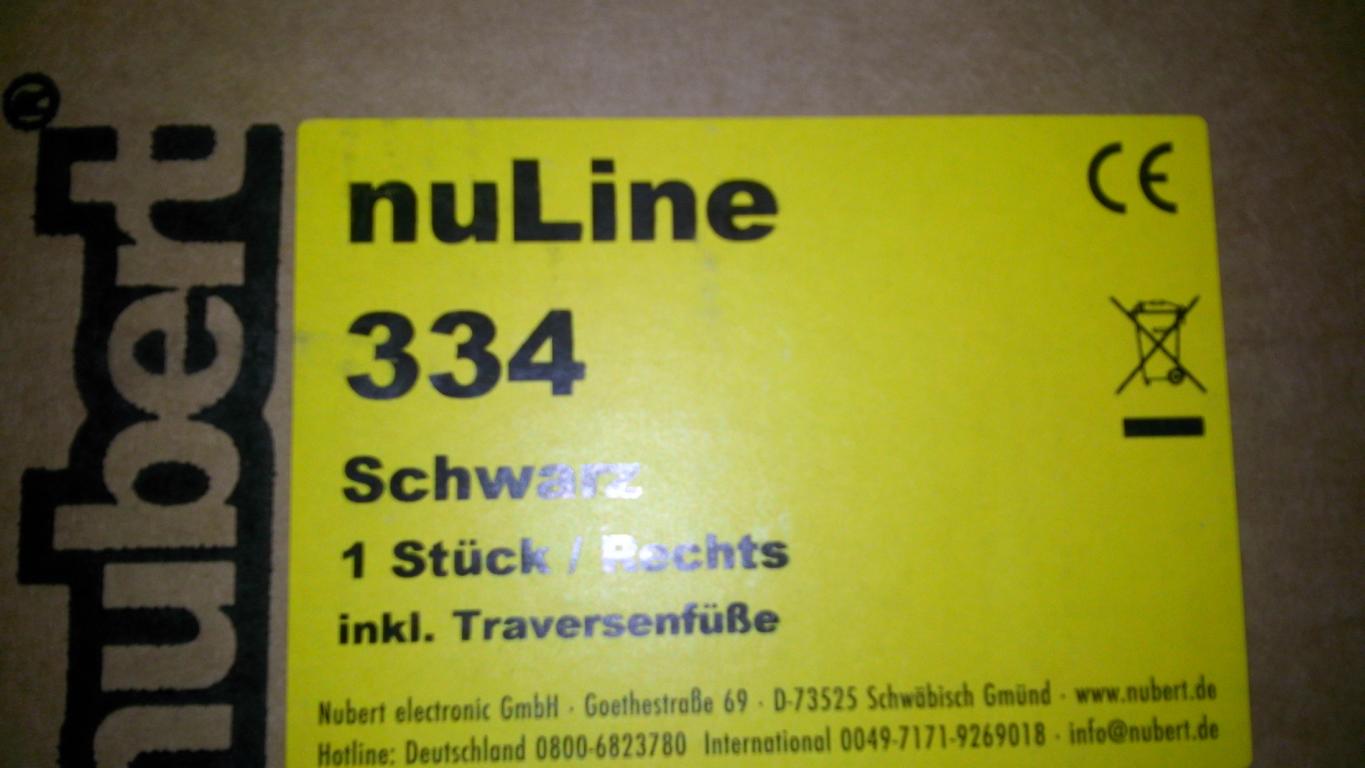 nubert®
nuLine
334
Schwarz
1 Stück / Rechts
inkl. Traversenfüße
Nubert electronic GmbH · Goethestraße 69 · D-73525 Schwäbisch Gmünd · www.nubert.de
Hotline: Deutschland 0800-6823780 International 0049-7171-9269018 · info@nubert.de
CE